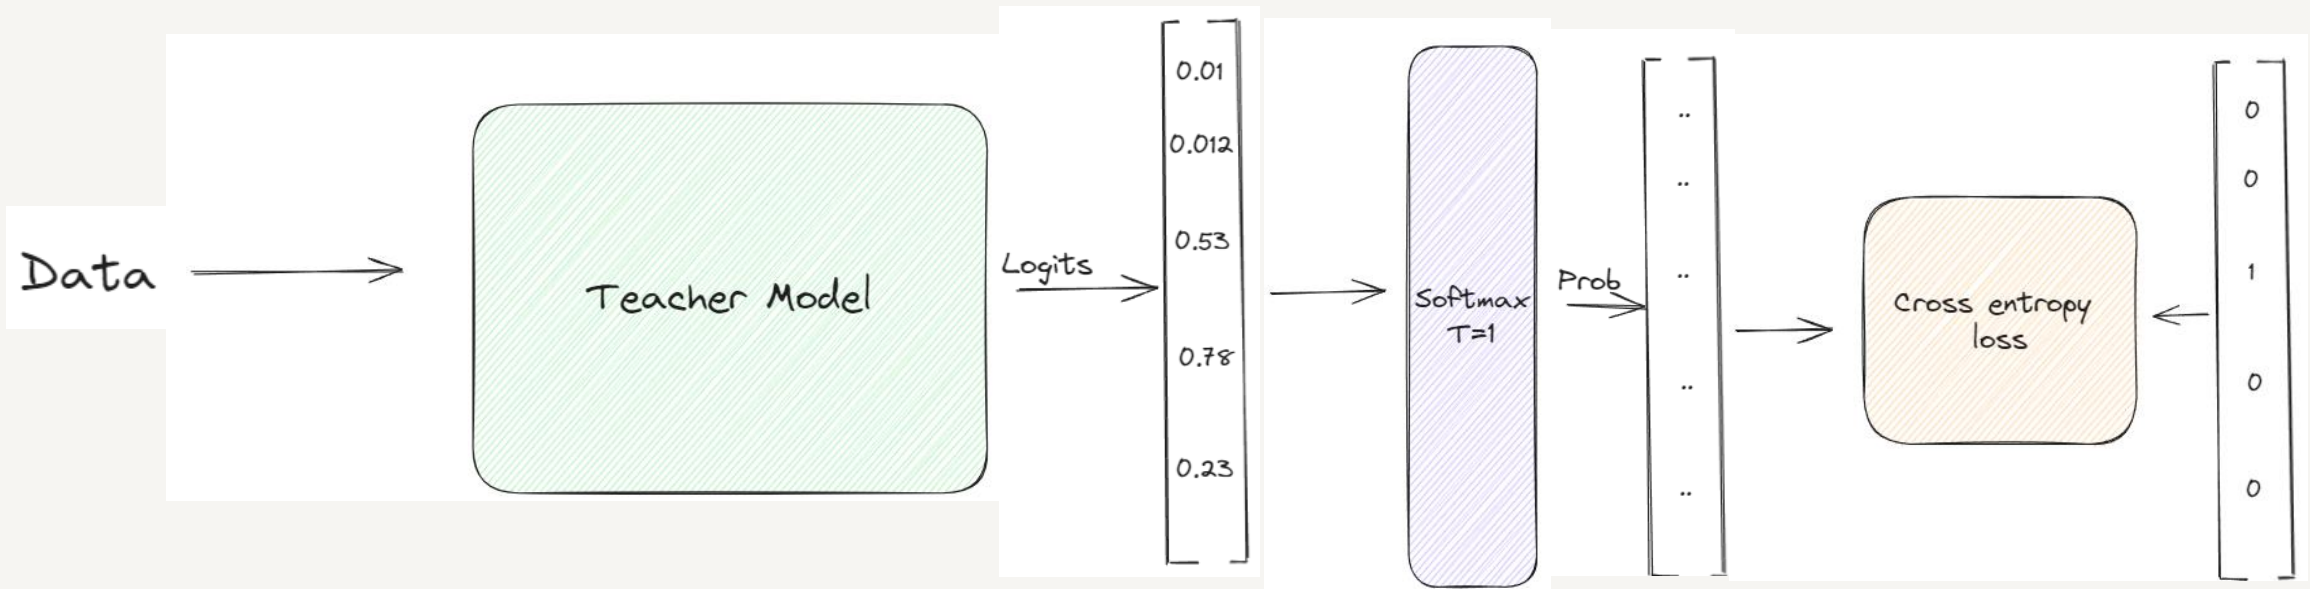 Data
Teacher Model
Logits
0.01
0.012
0.53
0.78
0.23
Softmax
T=1
Prob
..
..
..
..
..
Cross entropy
loss
0
0
1
0
0